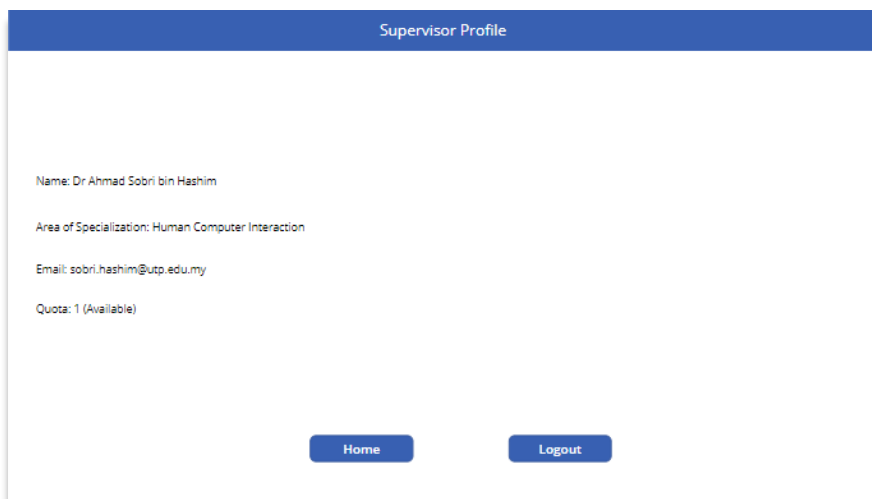 Supervisor Profile
Name: Dr Ahmad Sobri bin Hashim
Area of Specialization: Human Computer Interaction
Email: sobri.hashim@utp.edu.my
Quota: 1 (Available)
Home
Logout